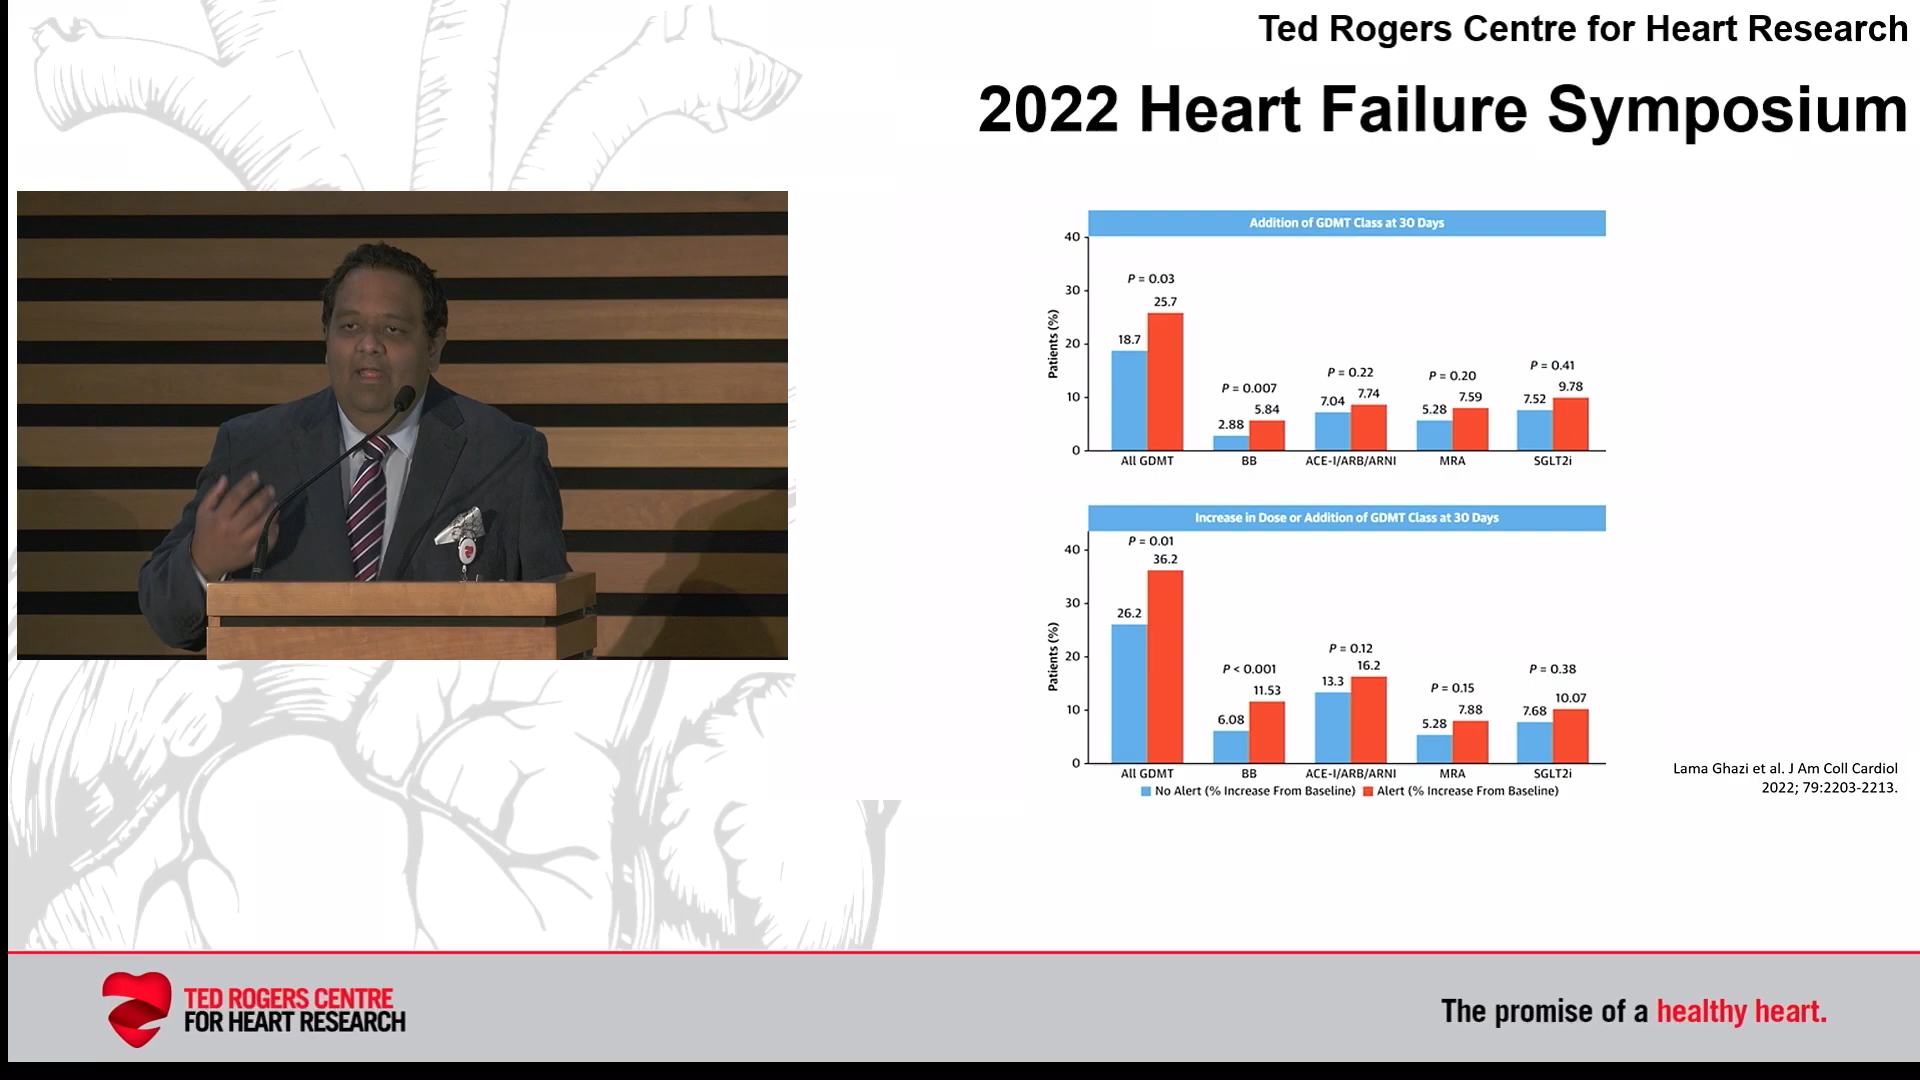 Ted Rogers Centre for Heart Research
2022 Heart Failure Symposium
Addition of GDMT Class at 30 Days
Patients (%)
40
30
20
10
0
P = 0.03
18.7
25.7
P = 0.007
2.88
5.84
P = 0.22
7.04
7.74
P = 0.20
5.28
7.59
P = 0.41
7.52
9.78
All GDMT BB ACE-I/ARB/ARNI MRA SGLT2i
Increase in Dose or Addition of GDMT Class at 30 Days
Patients (%)
40
30
20
10
0
P = 0.01
26.2
36.2
P < 0.001
6.08
11.53
P = 0.12
13.3
16.2
P = 0.15
5.28
7.88
P = 0.38
7.68
10.07
All GDMT BB ACE-I/ARB/ARNI MRA SGLT2i
No Alert (% Increase From Baseline) Alert (% Increase From Baseline)
Lama Ghazi et al. J Am Coll Cardiol
2022; 79:2203-2213.
TED ROGERS CENTRE
FOR HEART RESEARCH
The promise of a healthy heart.